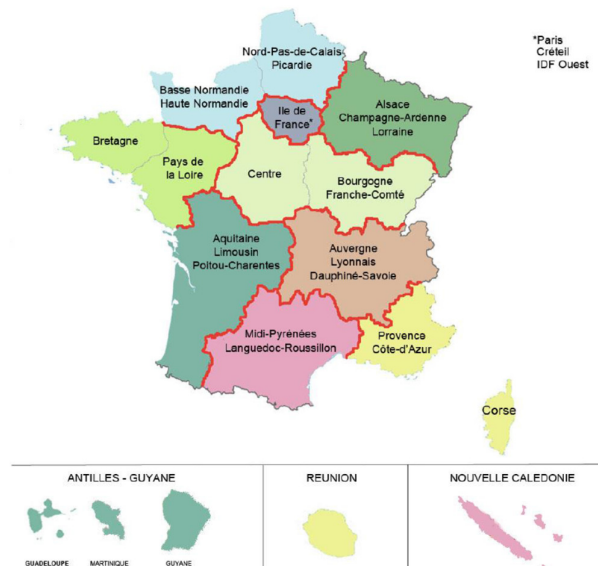 Nord-Pas-de-Calais
Picardie
*Paris
Créteil
IDF Ouest
Basse Normandie
Haute Normandie
Ile de
France*
Alsace
Champagne-Ardenne
Lorraine
Bretagne
Pays de
la Loire
Centre
Bourgogne
Franche-Comté
Aquitaine
Limousin
Poitou-Charentes
Auvergne
Lyonnais
Dauphiné-Savoie
Midi-Pyrénées
Languedoc-Roussillon
Provence
Côte-d'Azur
Corse
ANTILLES - GUYANE
REUNION
NOUVELLE CALEDONIE
GUADELOUPE
MARTINIQUE
GUYANE